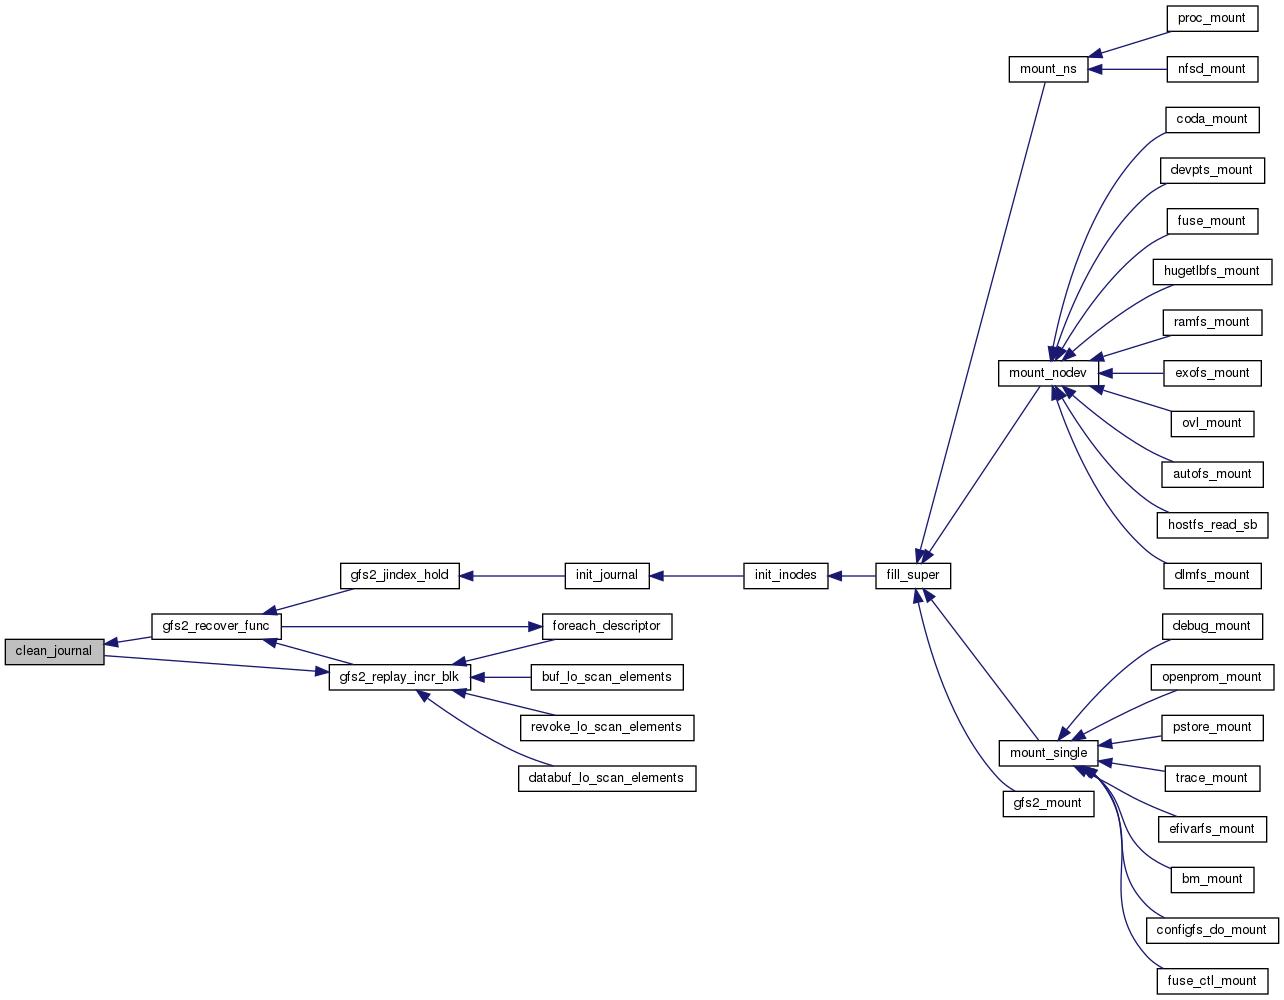 proc_mount
mount_ns
nfsd_mount
coda_mount
devpts_mount
fuse_mount
hugetlbfs_mount
ramfs_mount
mount_nodev
exofs_mount
ovl_mount
autofs_mount
hostfs_read_sb
gfs2_jindex_hold
init_journal
init_inodes
fill_super
dlmfs_mount
gfs2_recover_func
foreach_descriptor
debug_mount
clean_journal
gfs2_replay_incr_blk
buf_lo_scan_elements
openprom_mount
revoke_lo_scan_elements
pstore_mount
mount_single
databuf_lo_scan_elements
trace_mount
gfs2_mount
efivarfs_mount
bm_mount
configfs_do_mount
fuse_ctl_mount